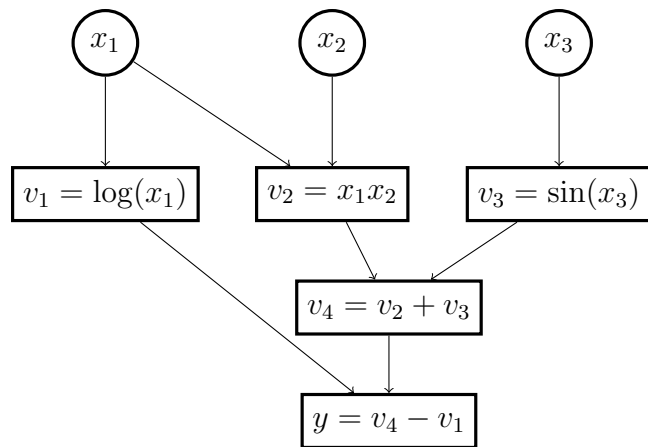 x₁ x₂ x₃
v₁ = log(x₁) v₂ = x₁x₂ v₃ = sin(x₃)
v₄ = v₂ + v₃
y = v₄ − v₁